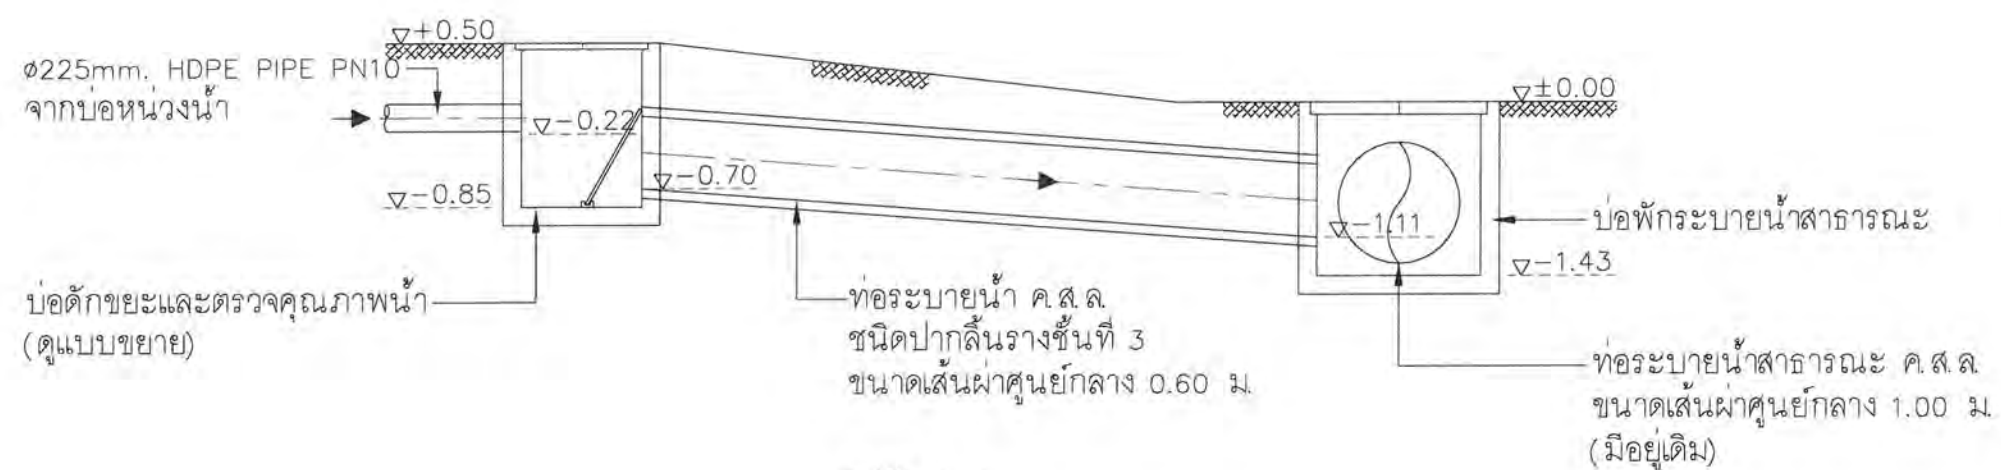 +0.50
ø225mm. HDPE PIPE PN10
จากบ่อหน่วงน้ำ
-0.22
-0.85
-0.70
บ่อดักขยะและตรวจคุณภาพน้ำ
(ดูแบบขยาย)
ท่อระบายน้ำ ค.ส.ล.
ชนิดปากลิ้นรางชั้นที่ 3
ขนาดเส้นผ่าศูนย์กลาง 0.60 ม.
±0.00
-1.11
บ่อพักระบายน้ำสาธารณะ
-1.43
ท่อระบายน้ำสาธารณะ ค.ส.ล.
ขนาดเส้นผ่าศูนย์กลาง 1.00 ม.
(มีอยู่เดิม)